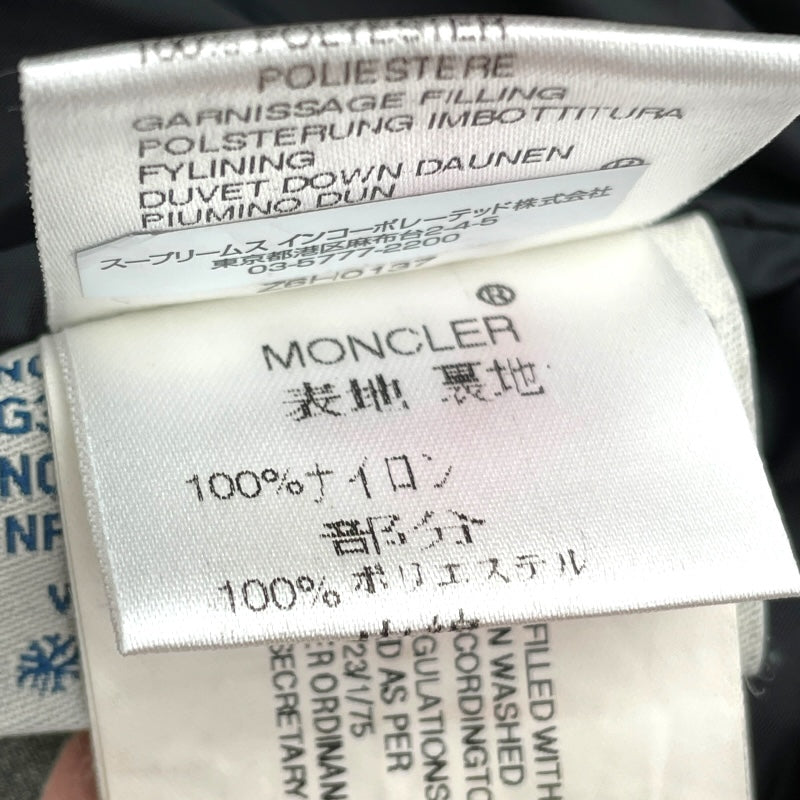 100% POLYESTER
POLIESTERE
GARNISSAGE FILLING
POLSTERUNG IMBOTTITURA
FYLINING
DUVET DOWN DAUNEN
PIUMINO DUN
スープリームス インコーポレーテッド株式会社
東京都港区麻布台2-4-5
03-5777-2200
®
MONCLER
表地 裏地
100%ナイロン
部分
100%ポリエステル
FILLED WITH
N WASHED
CCORDINGTO
GULATIONS
D AS PER
23/1/75
R ORDINAN
SECRETARY